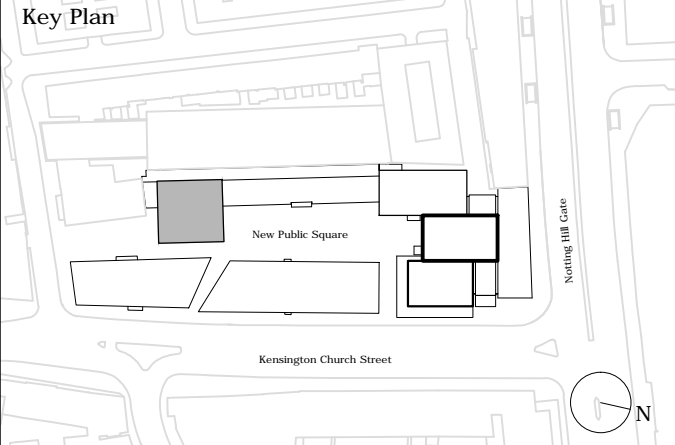 Key Plan
New Public Square
Notting Hill Gate
Kensington Church Street
N